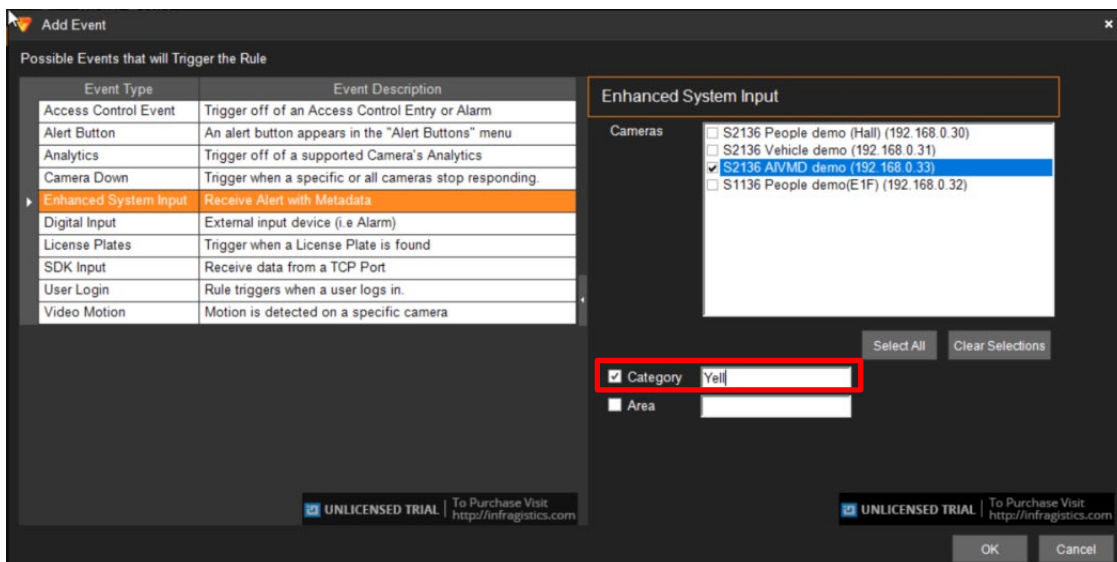 Add Event
Possible Events that will Trigger the Rule
Event Type Event Description
Access Control Event Trigger off of an Access Control Entry or Alarm
Alert Button An alert button appears in the "Alert Buttons" menu
Analytics Trigger off of a supported Camera's Analytics
Camera Down Trigger when a specific or all cameras stop responding.
Enhanced System Input Receive Alert with Metadata
Digital Input External input device (i.e Alarm)
License Plates Trigger when a License Plate is found
SDK Input Receive data from a TCP Port
User Login Rule triggers when a user logs in.
Video Motion Motion is detected on a specific camera
UNLICENSED TRIAL To Purchase Visit
http://infragistics.com
Enhanced System Input
Cameras
S2136 People demo (Hall) (192.168.0.30)
S2136 Vehicle demo (192.168.0.31)
S2136 AIVMD demo (192.168.0.33)
S1136 People demo(E1F) (192.168.0.32)
Select All Clear Selections
Category Yell
Area
UNLICENSED TRIAL To Purchase Visit
http://infragistics.com
OK Cancel